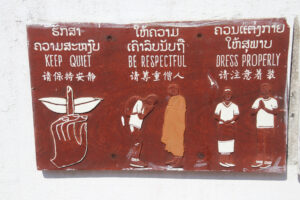 ຮັກສາ
ຄວາມສະຫງົບ
KEEP QUIET
请保持安静
ໃຫ້ຄວາມ
ເຄົາລົບນັບຖື
BE RESPECTFUL
请尊重僧人
ຄວນແຕ່ງກາຍ
ໃຫ້ສຸພາບ
DRESS PROPERLY
请注意着装